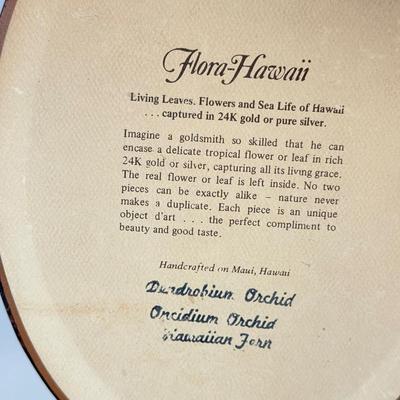 Flora-Hawaii
Living Leaves. Flowers and Sea Life of Hawaii
. . . captured in 24K gold or pure silver.
Imagine a goldsmith so skilled that he can
encase a delicate tropical flower or leaf in rich
24K gold or silver, capturing all its living grace.
The real flower or leaf is left inside. No two
pieces can be exactly alike – nature never
makes a duplicate. Each piece is an unique
object d'art . . . the perfect compliment to
beauty and good taste.
Handcrafted on Maui, Hawaii
Dendrobium Orchid
Oncidium Orchid
Hawaiian Fern